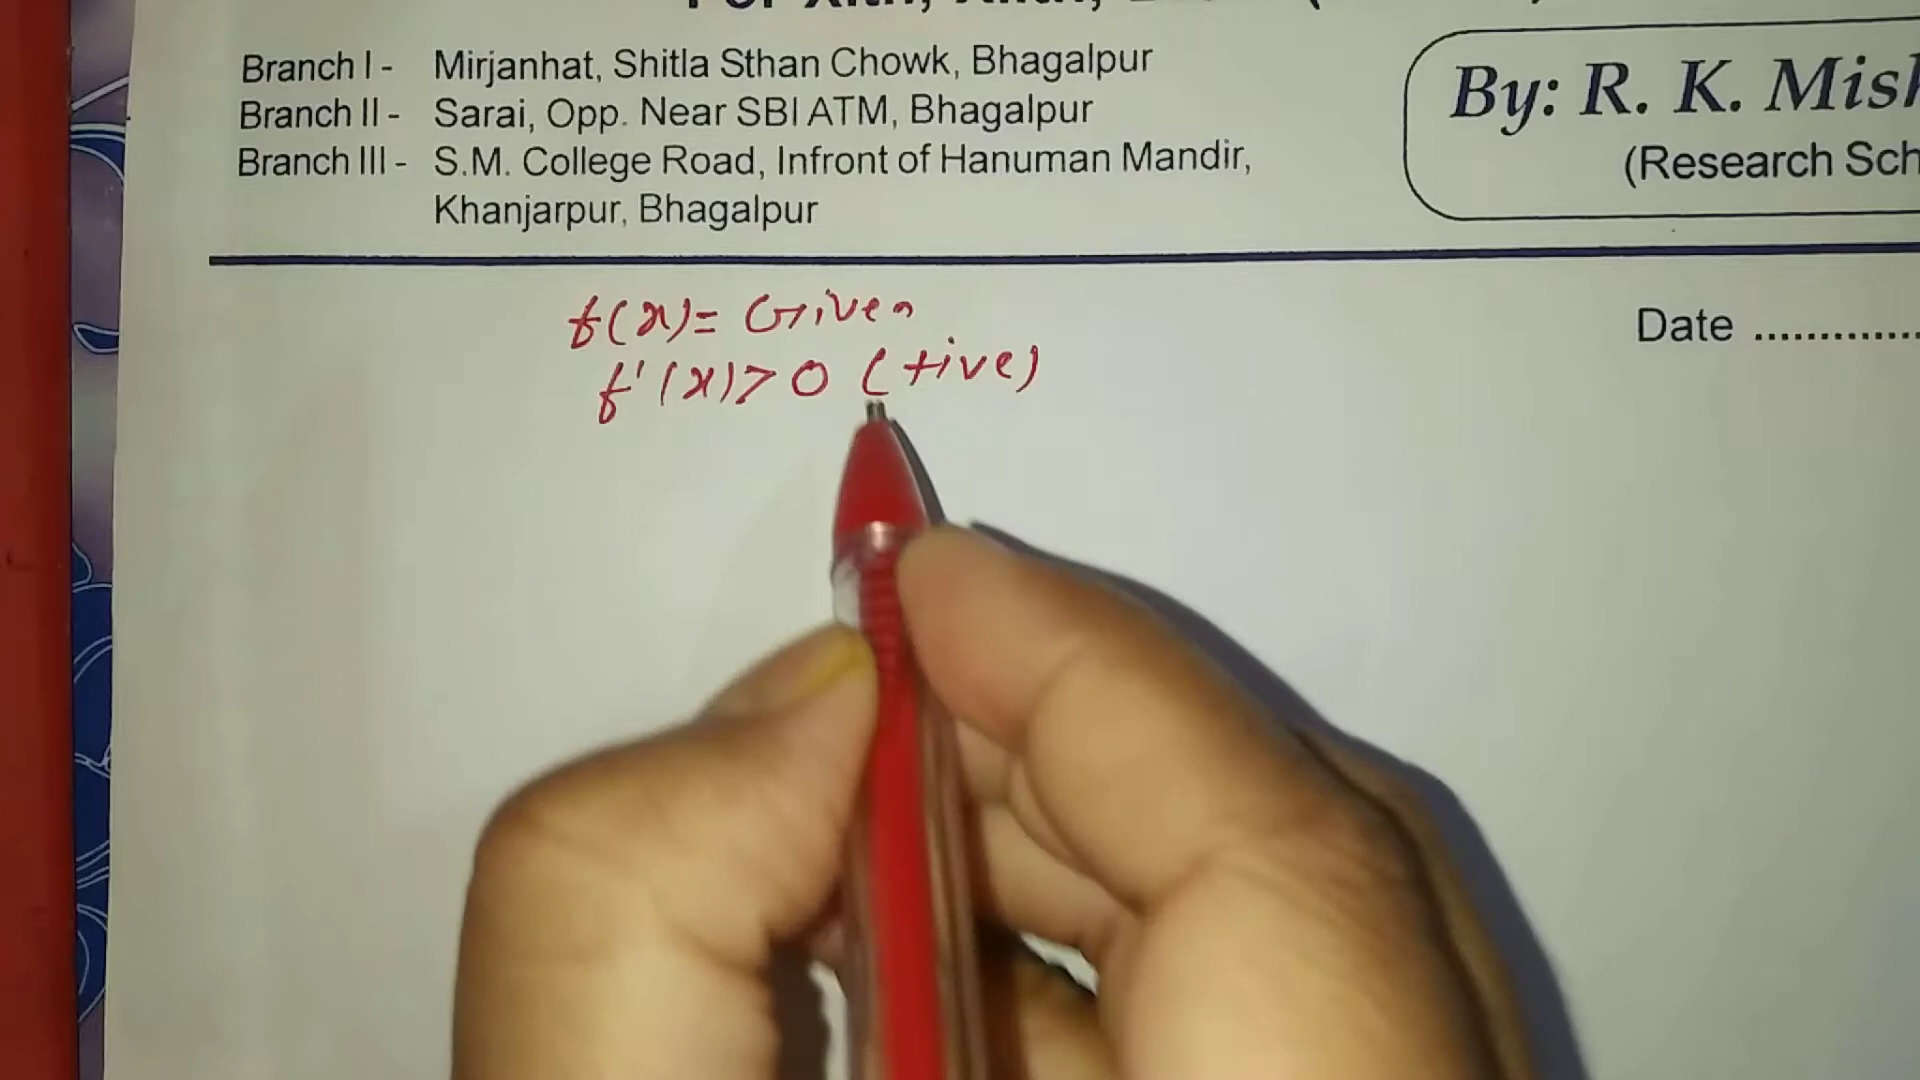 Branch I - Mirjanhat, Shitla Sthan Chowk, Bhagalpur
Branch II - Sarai, Opp. Near SBI ATM, Bhagalpur
Branch III - S.M. College Road, Infront of Hanuman Mandir,
Khanjarpur, Bhagalpur
By: R. K.
(Research
Date ..............
f(x)= Given
f'(x)>0 (+ive)